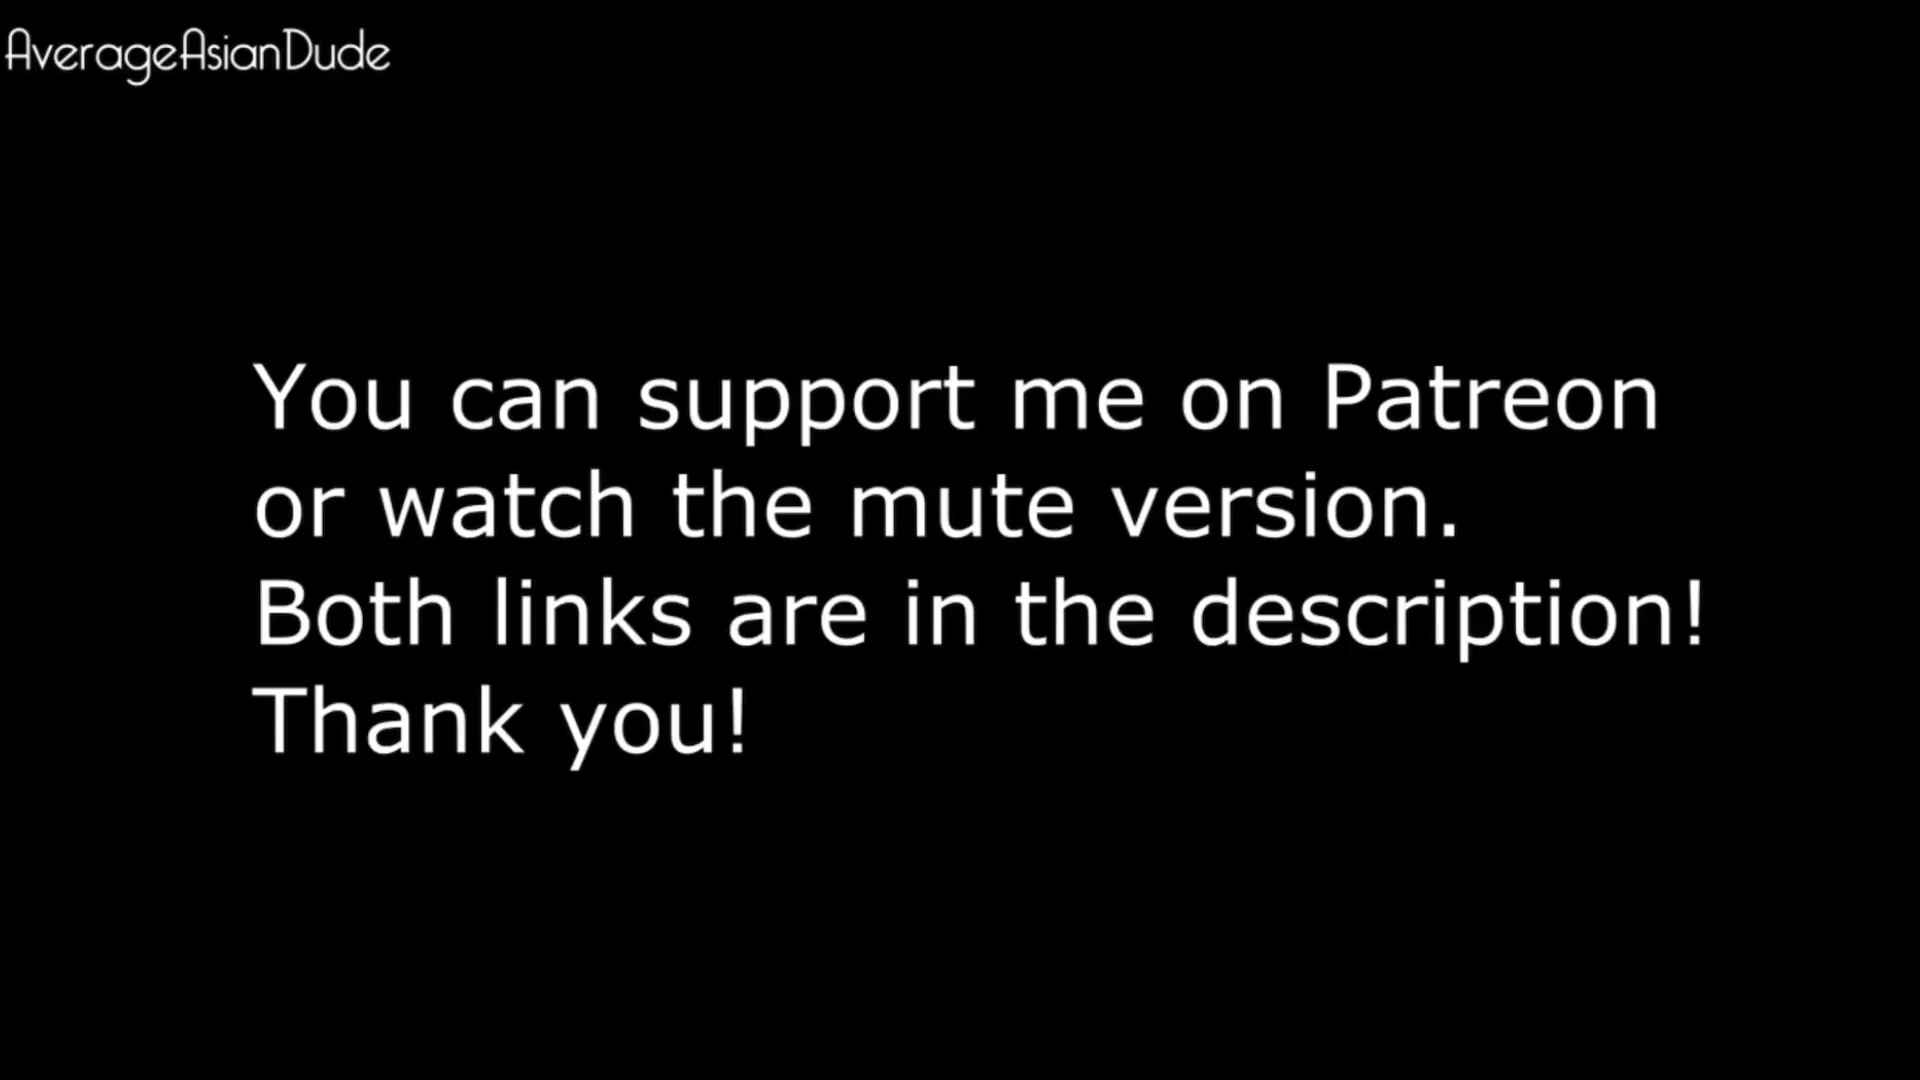 AverageAsianDude
You can support me on Patreon
or watch the mute version.
Both links are in the description!
Thank you!